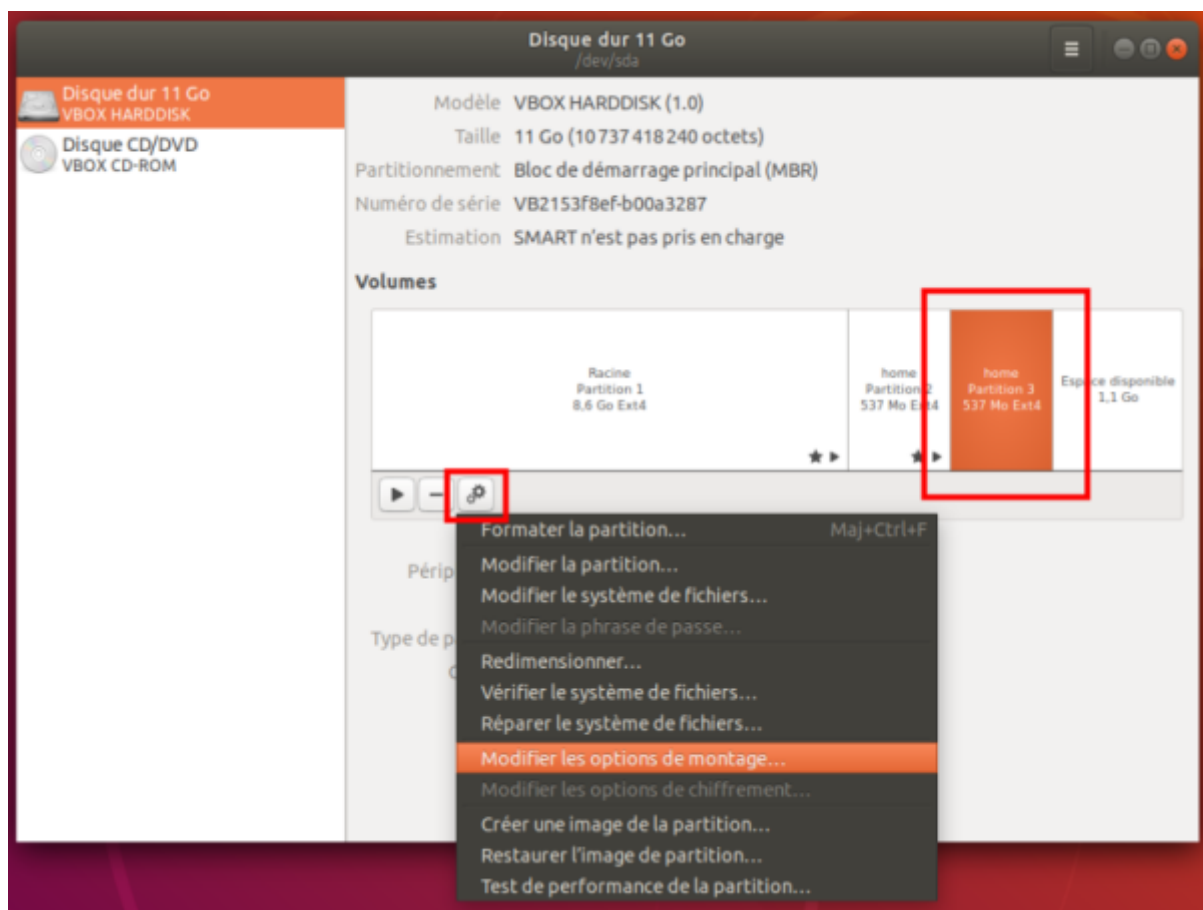 Disque dur 11 Go
/dev/sda
Disque dur 11 Go
VBOX HARDDISK
Disque CD/DVD
VBOX CD-ROM
Modèle VBOX HARDDISK (1.0)
Taille 11 Go (10 737 418 240 octets)
Partitionnement Bloc de démarrage principal (MBR)
Numéro de série VB2153f8ef-b00a3287
Estimation SMART n'est pas pris en charge
Volumes
Racine
Partition 1
8,6 Go Ext4
home
Partition 2
537 Mo Ext4
home
Partition 3
537 Mo Ext4
Espace disponible
1,1 Go
Formater la partition... Maj+Ctrl+F
Modifier la partition...
Périp
Modifier le système de fichiers...
Modifier la phrase de passe...
Type de p
Redimensionner...
Vérifier le système de fichiers...
Réparer le système de fichiers...
Modifier les options de montage...
Modifier les options de chiffrement...
Créer une image de la partition...
Restaurer l'image de partition...
Test de performance de la partition...